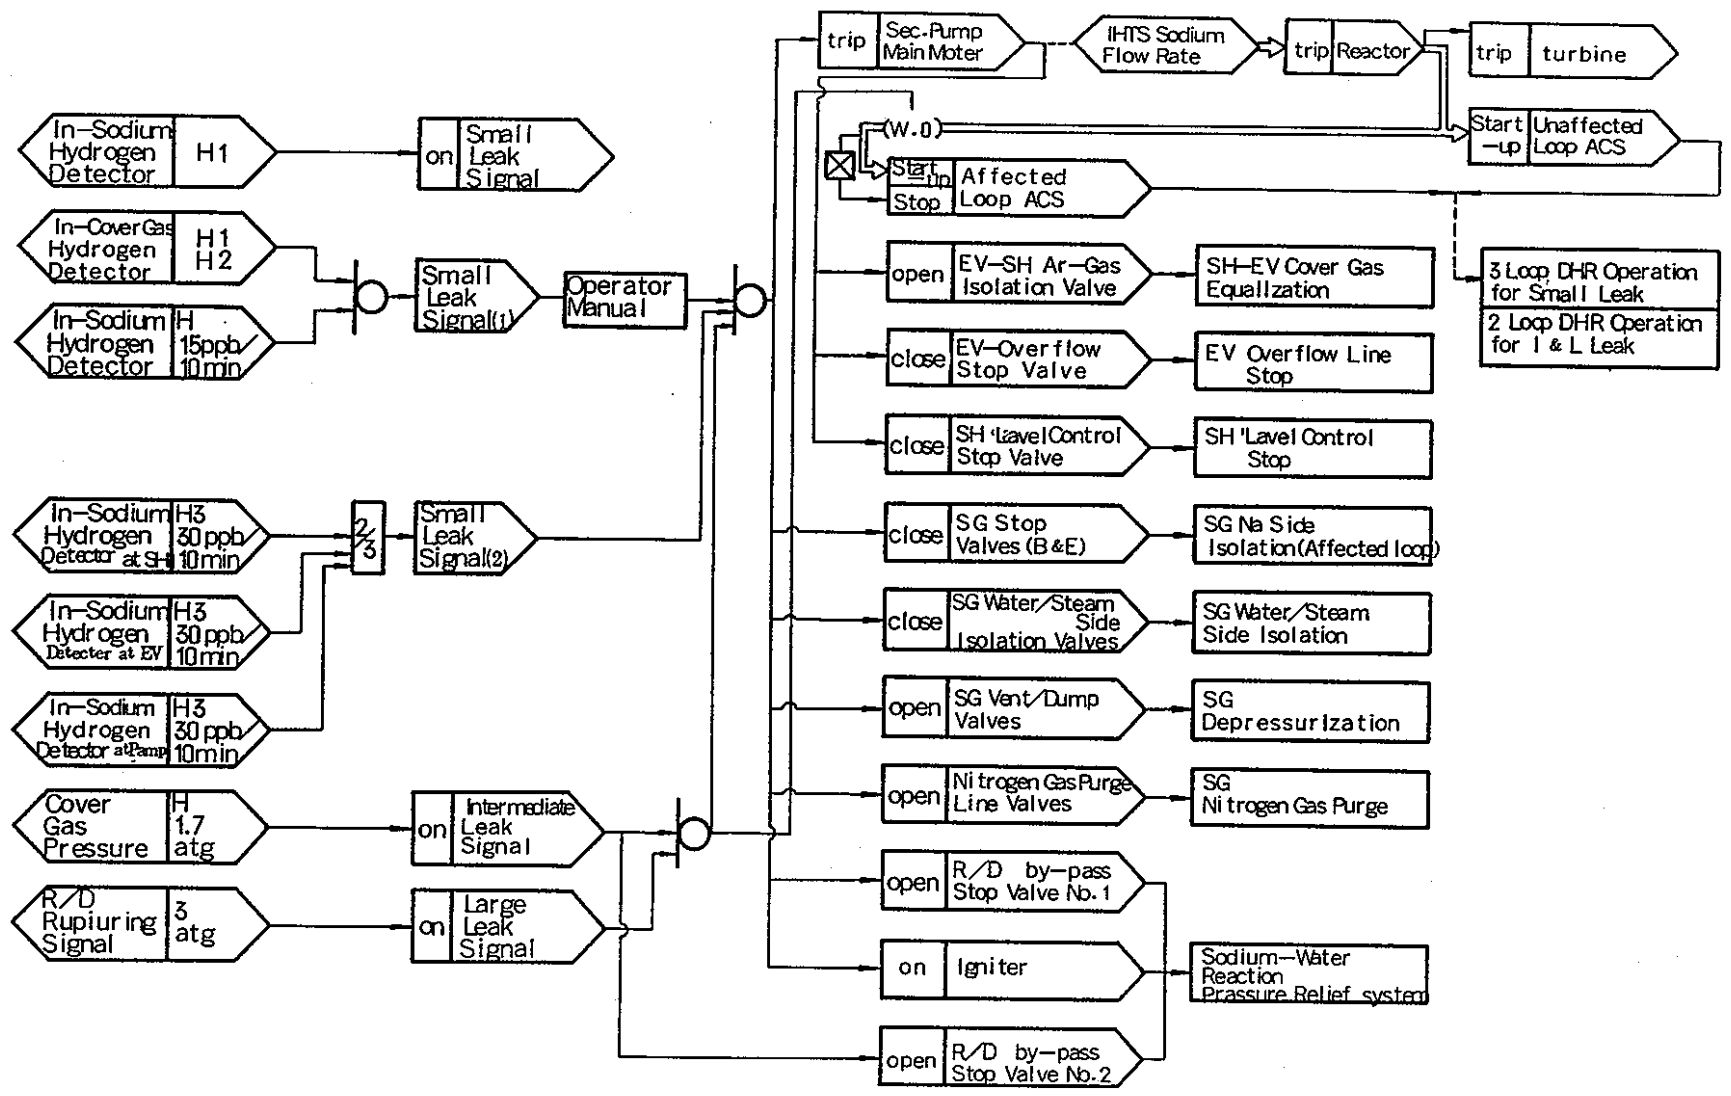 trip
Sec.Pump
Main Moter
IHTS Sodium
Flow Rate
trip
Reactor
trip
turbine
In-Sodium
Hydrogen
Detector
H1
on
Small
Leak
Signal
(W.O)
Start
-up
Stop
Affected
Loop ACS
Start
-up
Unaffected
Loop ACS
In-Cover Gas
Hydrogen
Detector
H1
H2
In-Sodium
Hydrogen
Detector
H
15ppb/
10min
Small
Leak
Signal(1)
Operator
Manual
open
EV-SH Ar-Gas
Isolation Valve
SH-EV Cover Gas
Equalization
3 Loop DHR Operation
for Small Leak
2 Loop DHR Operation
for I & L Leak
close
EV-Overflow
Stop Valve
EV Overflow Line
Stop
close
SH 'Lavel Control
Stop Valve
SH 'Lavel Control
Stop
In-Sodium
Hydrogen
Detector at SH
H3
30ppb/
10min
2/3
Small
Leak
Signal(2)
close
SG Stop
Valves (B & E)
SG Na Side
Isolation(Affected loop)
In-Sodium
Hydrogen
Detecter at EV
H3
30ppb/
10min
close
SG Water/Steam
Side
Isolation Valves
SG Water/Steam
Side Isolation
In-Sodium
Hydrogen
Detector at Pamp
H3
30ppb/
10min
open
SG Vent/Dump
Valves
SG
Depressurization
Cover
Gas
Pressure
H
1.7
atg
on
Intermediate
Leak
Signal
open
Nitrogen Gas Purge
Line Valves
SG
Nitrogen Gas Purge
R/D
Rupiuring
Signal
3
atg
on
Large
Leak
Signal
open
R/D by-pass
Stop Valve No.1
on
Igniter
Sodium-Water
Reaction
Prassure Relief system
open
R/D by-pass
Stop Valve No.2